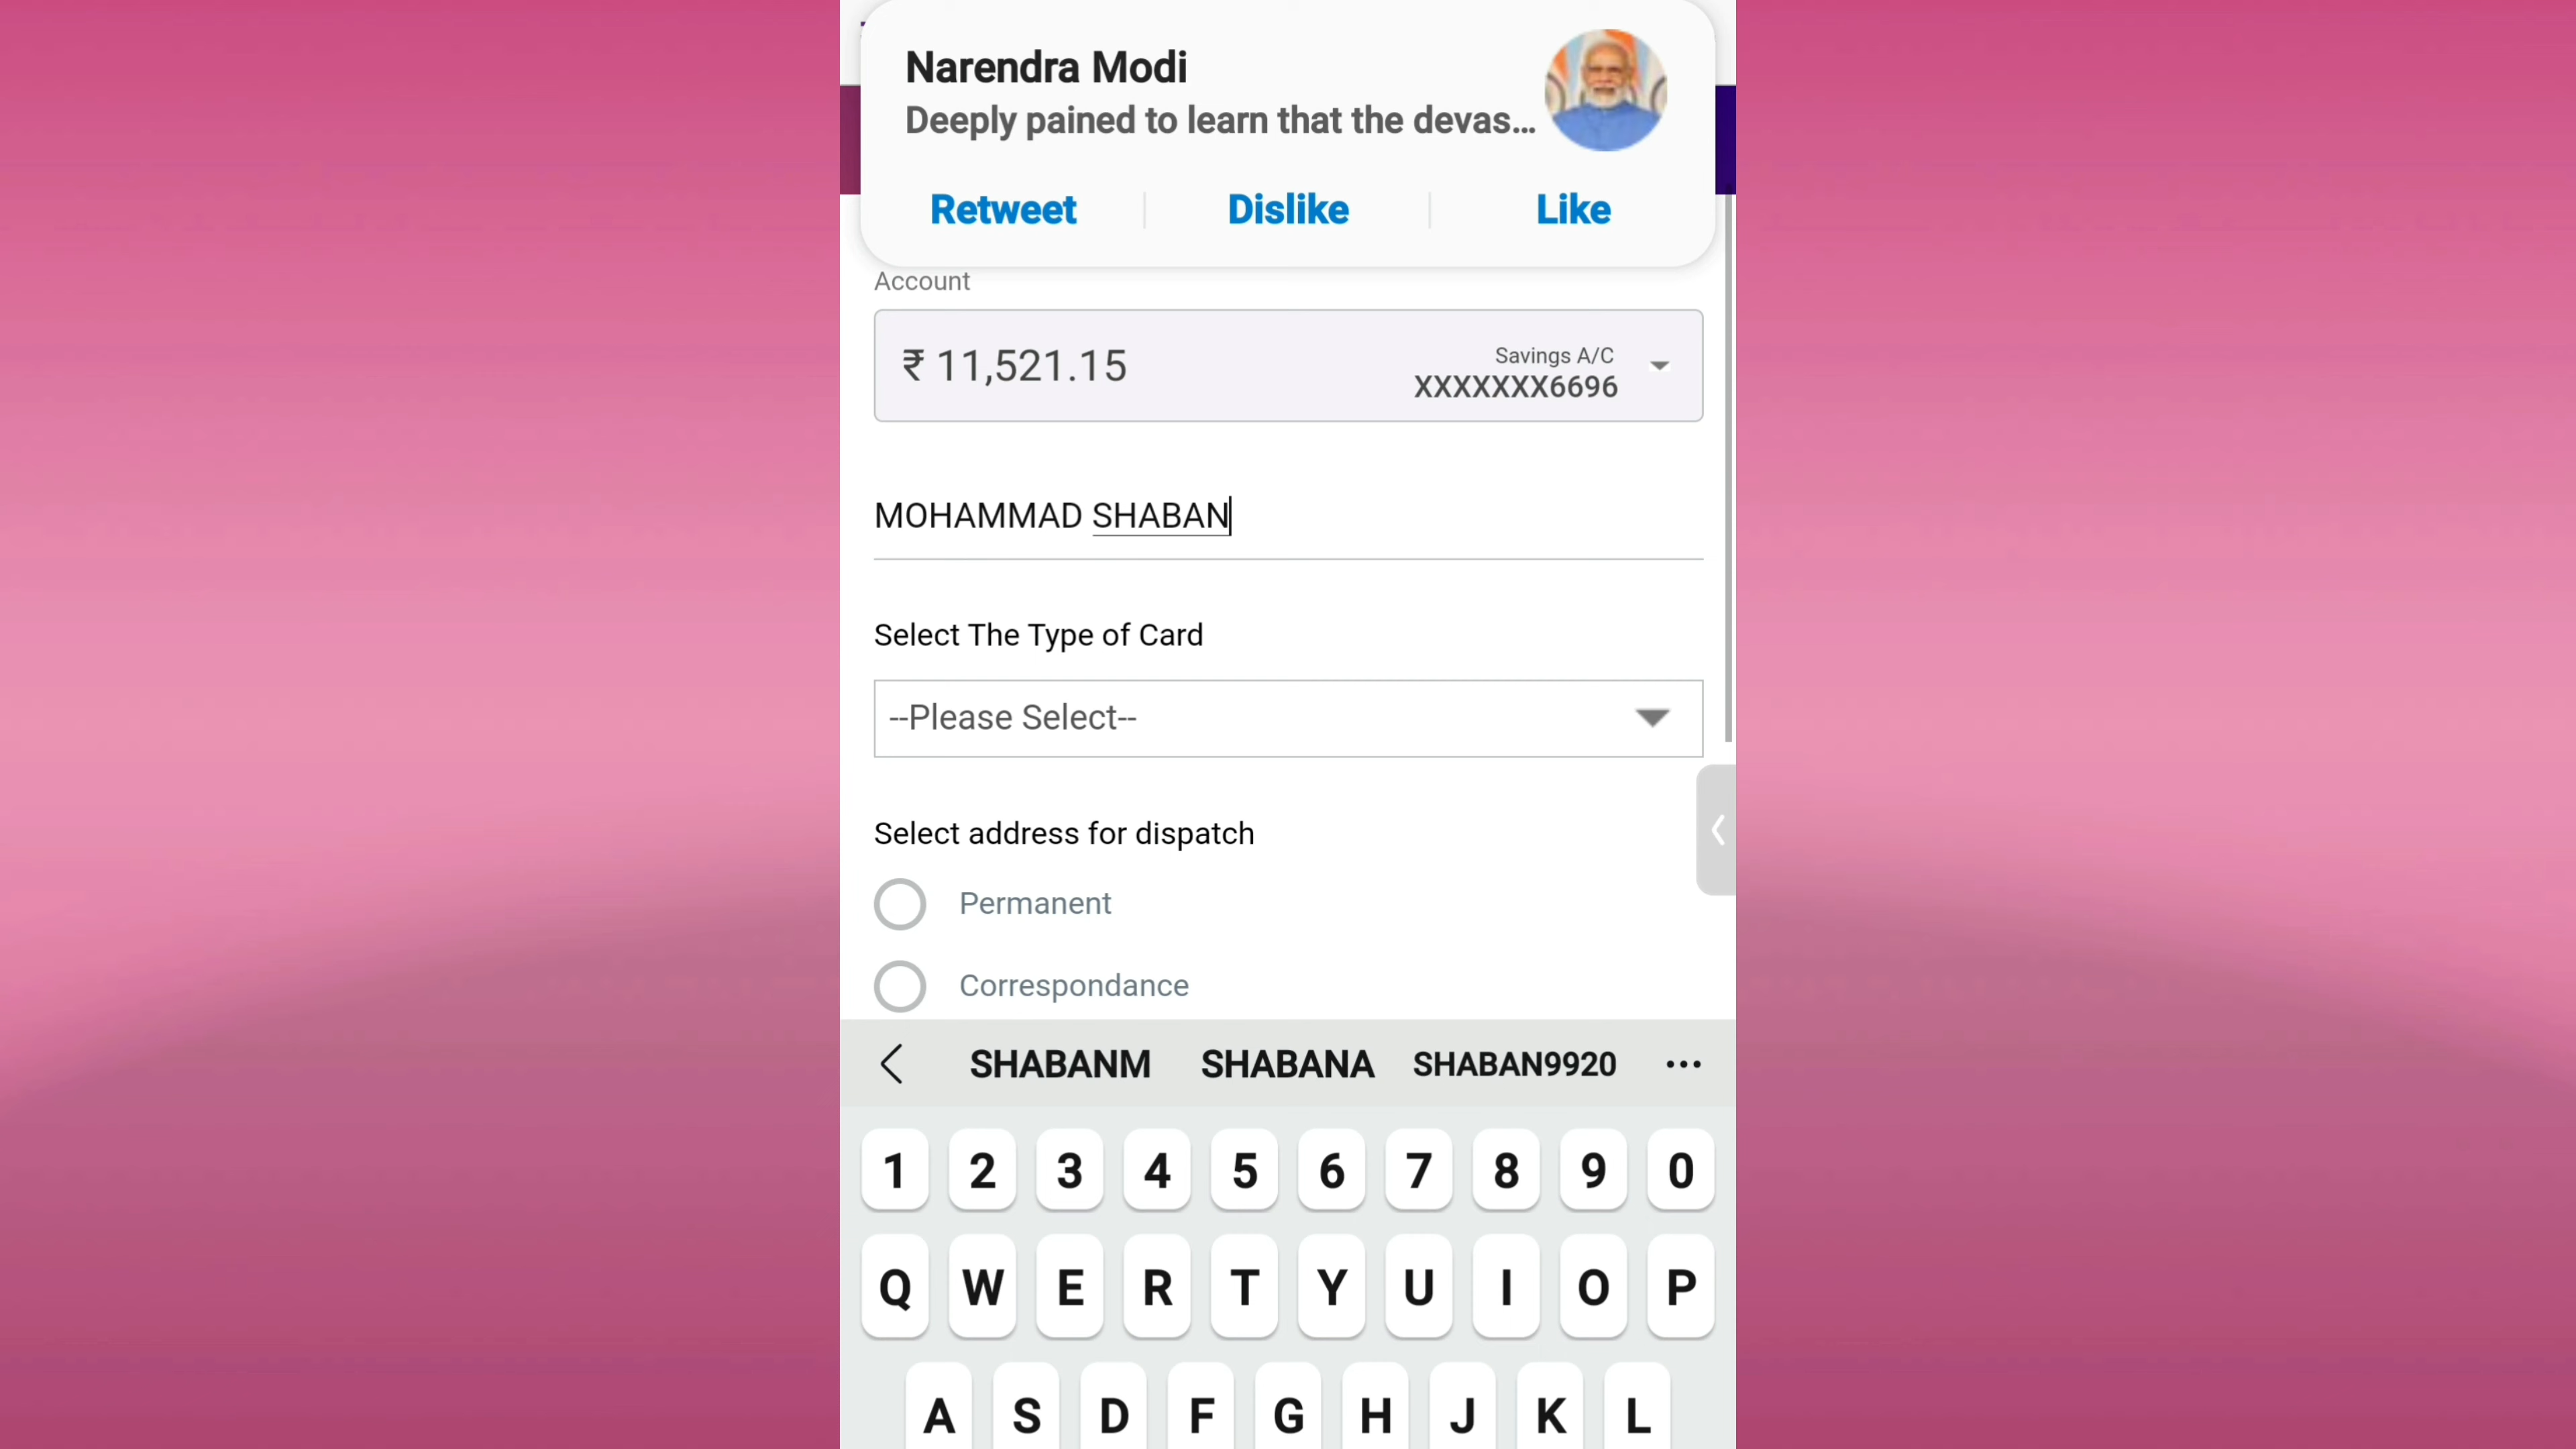 Narendra Modi
Deeply pained to learn that the devas...
Retweet Dislike Like
Account
₹ 11,521.15
Savings A/C
XXXXXXX6696
MOHAMMAD SHABAN
Select The Type of Card
--Please Select--
Select address for dispatch
Permanent
Correspondance
SHABANM SHABANA SHABAN9920 ...
1 2 3 4 5 6 7 8 9 0
Q W E R T Y U I O P
A S D F G H J K L